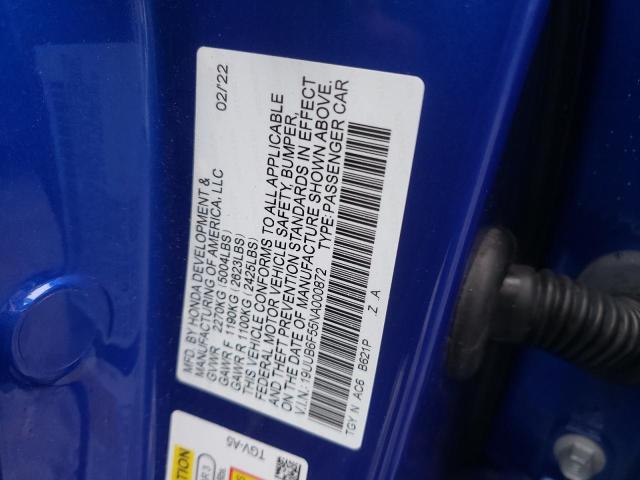 MFD. BY HONDA DEVELOPMENT & 02/'22
MANUFACTURING OF AMERICA, LLC
GVWR 2270KG (5004LBS)
GAWR F 1190KG (2623LBS)
GAWR R 1100KG (2425LBS)
THIS VEHICLE CONFORMS TO ALL APPLICABLE
FEDERAL MOTOR VEHICLE SAFETY, BUMPER,
AND THEFT PREVENTION STANDARDS IN EFFECT
ON THE DATE OF MANUFACTURE SHOWN ABOVE.
V.I.N.: 19UUB6F55NA000872 TYPE:PASSENGER CAR
TGY N AC6 B621P Z A
TGV-A5